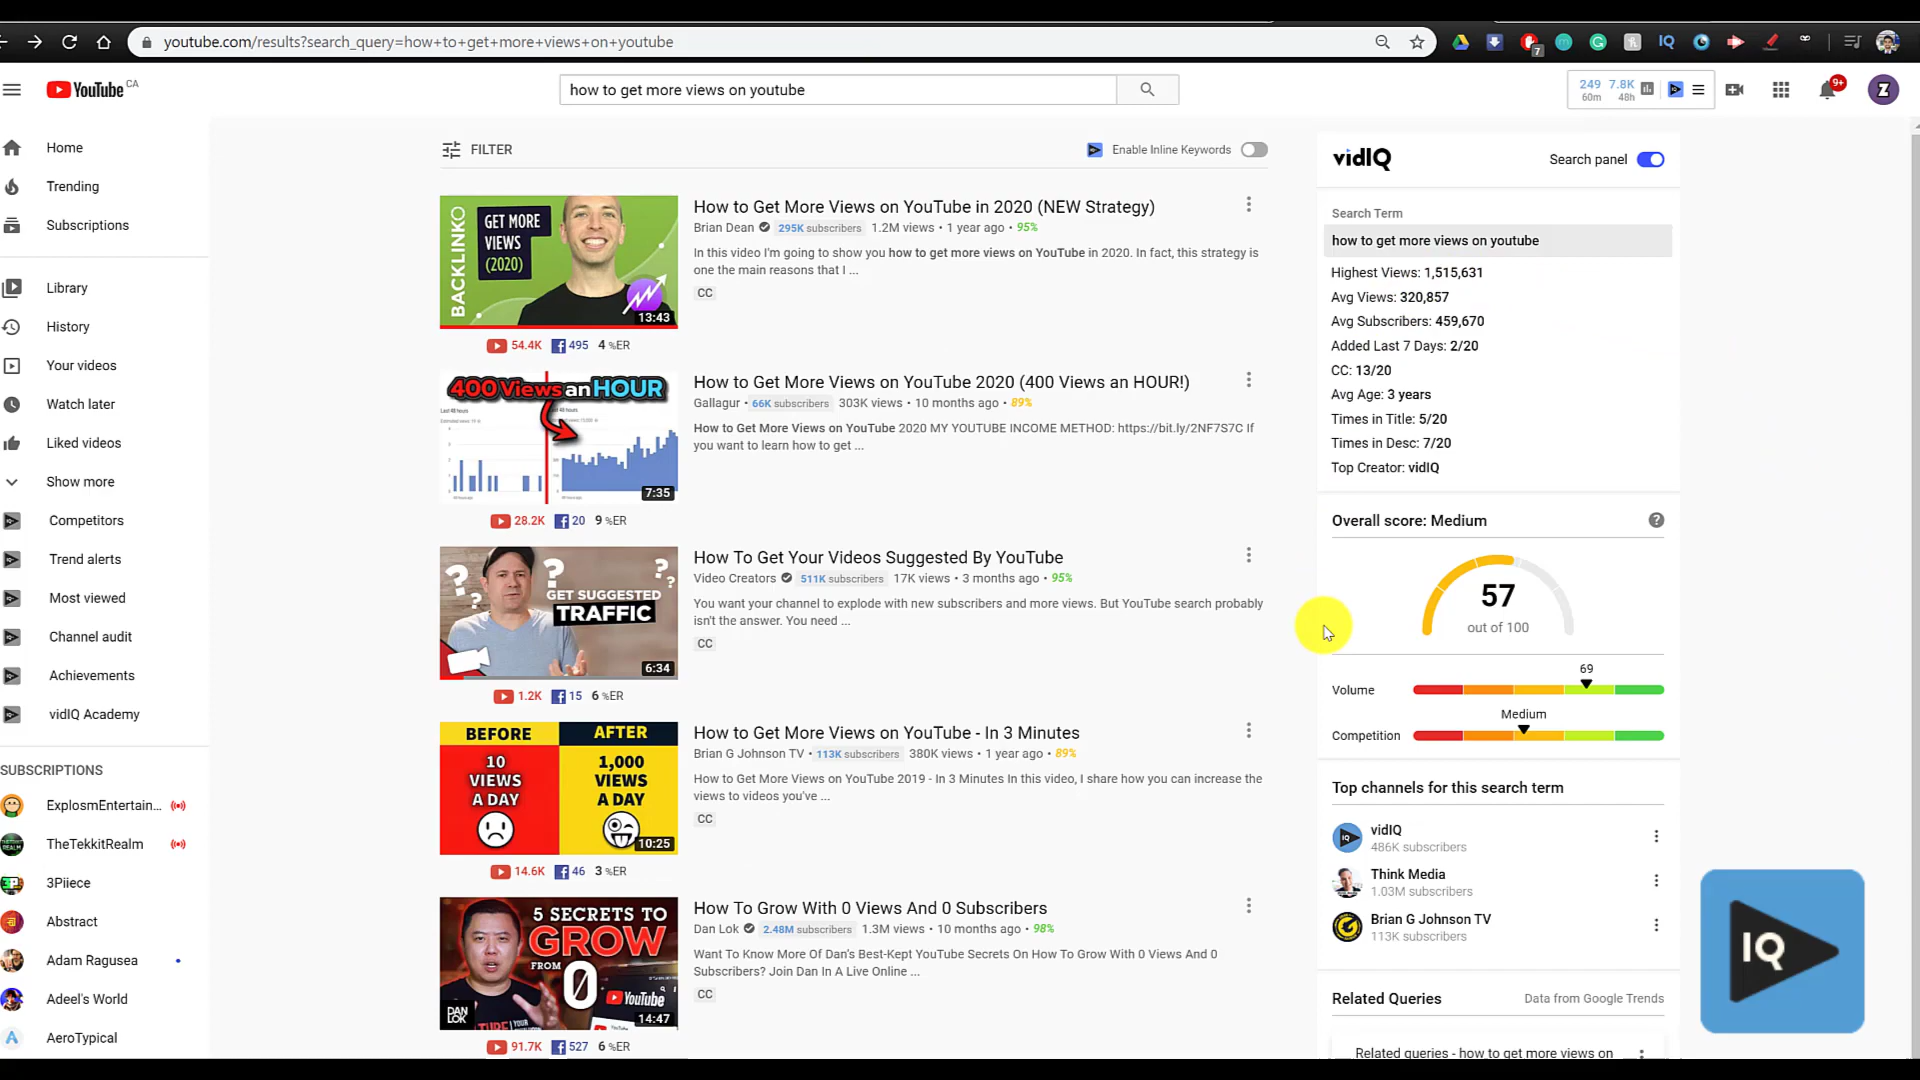 youtube.com/results?search_query=how+to+get+more+views+on+youtube
7
YouTube CA
how to get more views on youtube
249 7.8K
60m 48h
9+
Z
Home
Trending
Subscriptions
Library
History
Your videos
Watch later
Liked videos
Show more
Competitors
Trend alerts
Most viewed
Channel audit
Achievements
vidIQ Academy
SUBSCRIPTIONS
ExplosmEntertain...
TheTekkitRealm
3Piiece
Abstract
Adam Ragusea
Adeel's World
AeroTypical
FILTER
Enable Inline Keywords
BACKLINKO
GET MORE
VIEWS
(2020)
13:43
54.4K 495 4 %ER
How to Get More Views on YouTube in 2020 (NEW Strategy)
Brian Dean 295K subscribers 1.2M views • 1 year ago • 95%
In this video I'm going to show you how to get more views on YouTube in 2020. In fact, this strategy is
one the main reasons that I ...
CC
400 Views an HOUR
7:35
28.2K 20 9 %ER
How to Get More Views on YouTube 2020 (400 Views an HOUR!)
Gallagur • 66K subscribers 303K views • 10 months ago • 89%
How to Get More Views on YouTube 2020 MY YOUTUBE INCOME METHOD: https://bit.ly/2NF7S7C If
you want to learn how to get ...
GET SUGGESTED
TRAFFIC
6:34
1.2K 15 6 %ER
How To Get Your Videos Suggested By YouTube
Video Creators 511K subscribers 17K views • 3 months ago • 95%
You want your channel to explode with new subscribers and more views. But YouTube search probably
isn't the answer. You need ...
CC
BEFORE AFTER
10 VIEWS A DAY
1,000 VIEWS A DAY
10:25
14.6K 46 3 %ER
How to Get More Views on YouTube - In 3 Minutes
Brian G Johnson TV • 113K subscribers • 380K views • 1 year ago • 89%
How to Get More Views on YouTube 2019 - In 3 Minutes In this video, I share how you can increase the
views to videos you've ...
CC
5 SECRETS TO
GROW
FROM 0
YouTube
DAN LOK
14:47
91.7K 527 6 %ER
How To Grow With 0 Views And 0 Subscribers
Dan Lok 2.48M subscribers 1.3M views • 10 months ago • 98%
Want To Know More Of Dan's Best-Kept YouTube Secrets On How To Grow With 0 Views And 0
Subscribers? Join Dan In A Live Online ...
CC
vidIQ
Search panel
Search Term
how to get more views on youtube
Highest Views: 1,515,631
Avg Views: 320,857
Avg Subscribers: 459,670
Added Last 7 Days: 2/20
CC: 13/20
Avg Age: 3 years
Times in Title: 5/20
Times in Desc: 7/20
Top Creator: vidIQ
Overall score: Medium
57
out of 100
69
Volume
Medium
Competition
Top channels for this search term
vidIQ
486K subscribers
Think Media
1.03M subscribers
Brian G Johnson TV
113K subscribers
Related Queries Data from Google Trends
Related queries - how to get more views on
IQ